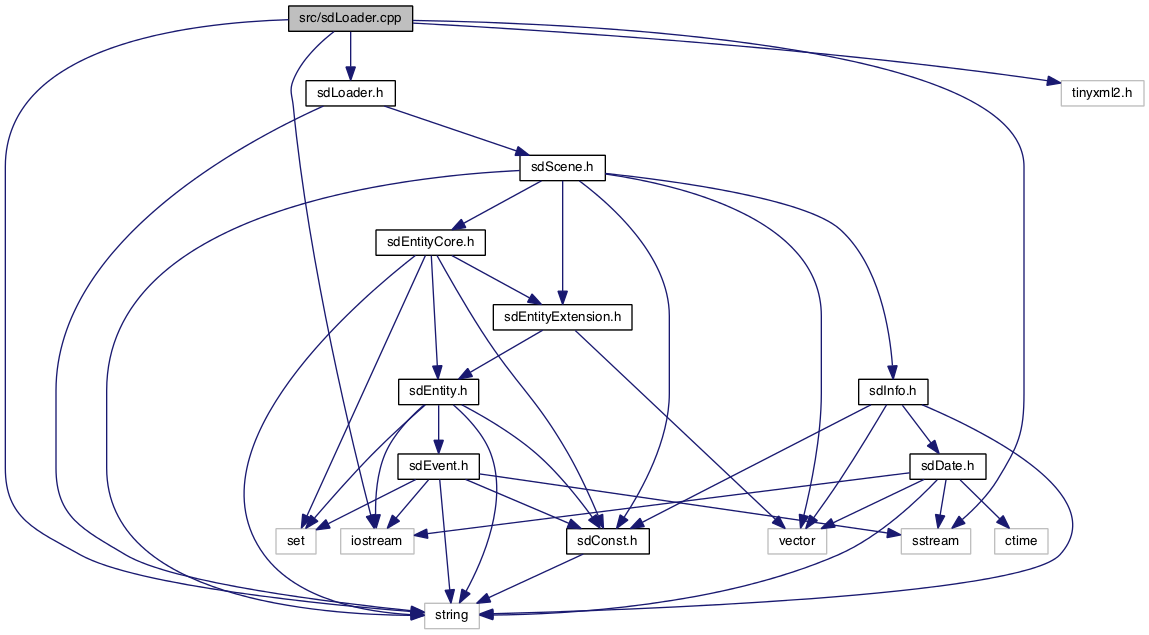 src/sdLoader.cpp
sdLoader.h
tinyxml2.h
sdScene.h
sdEntityCore.h
sdEntityExtension.h
sdEntity.h
sdInfo.h
sdEvent.h
sdDate.h
set
iostream
sdConst.h
vector
sstream
ctime
string